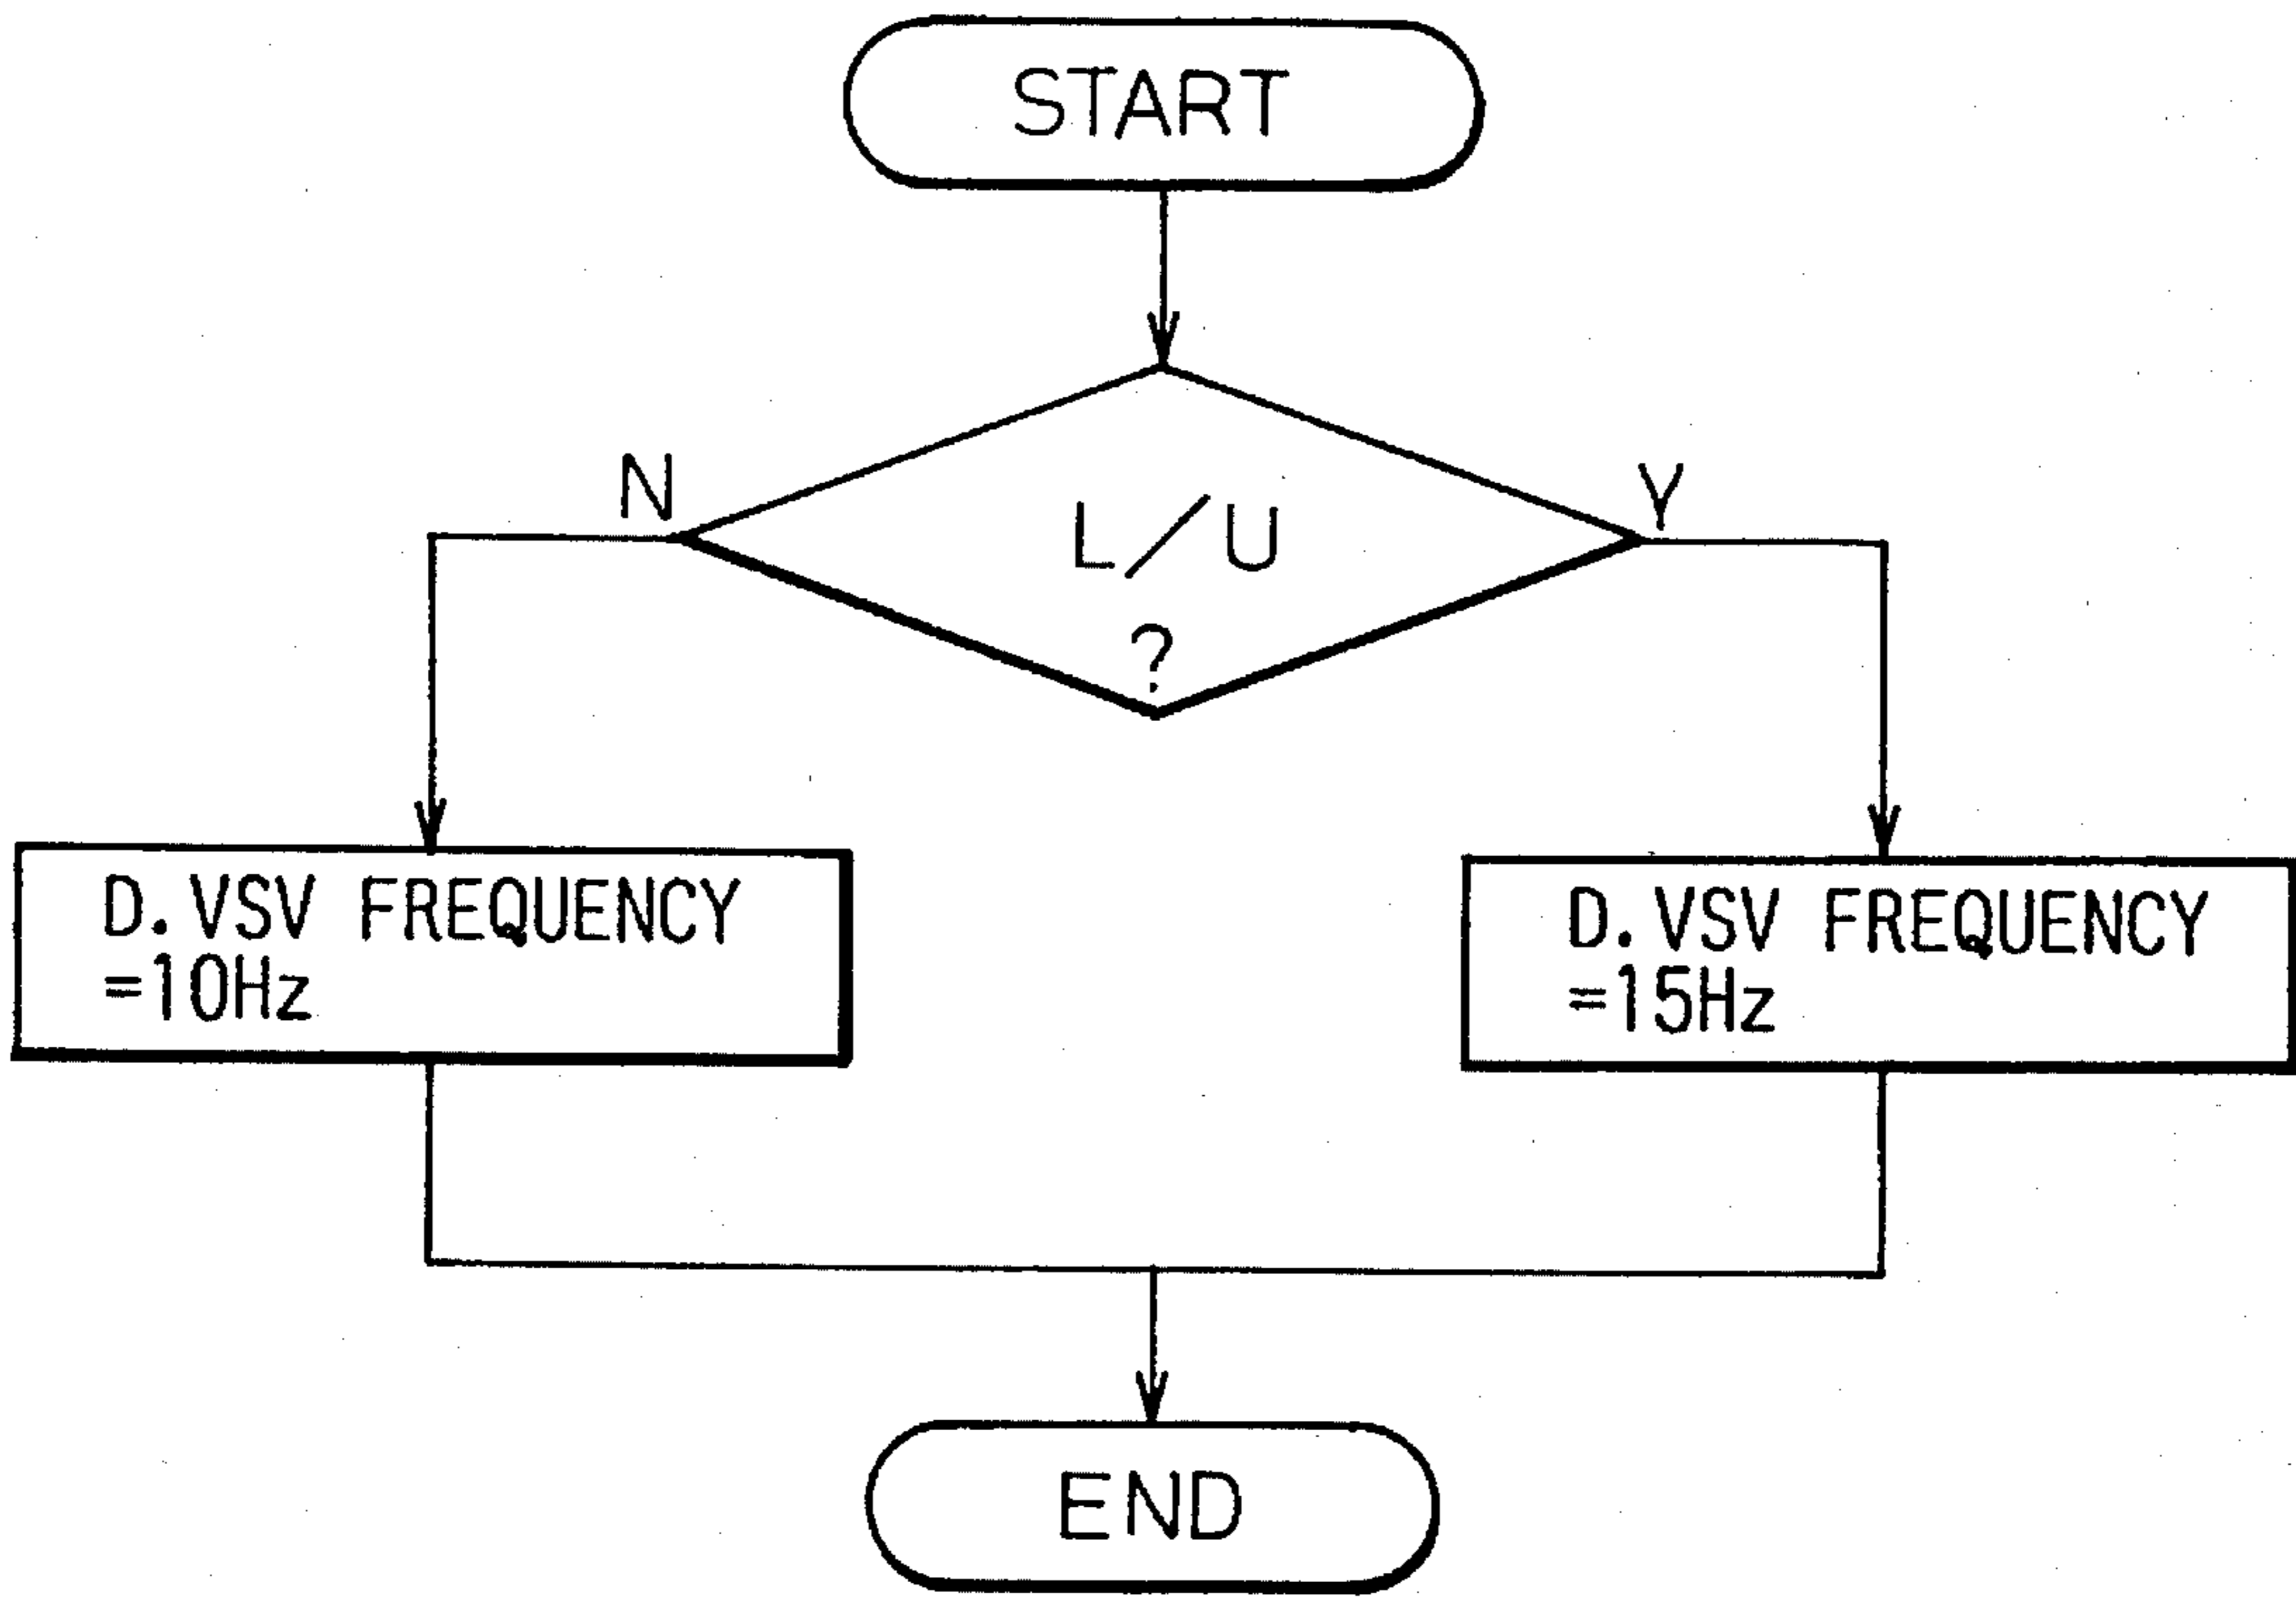 START
N
L/U
?
Y
D. VSV FREQUENCY
=10Hz
D. VSV FREQUENCY
=15Hz
END